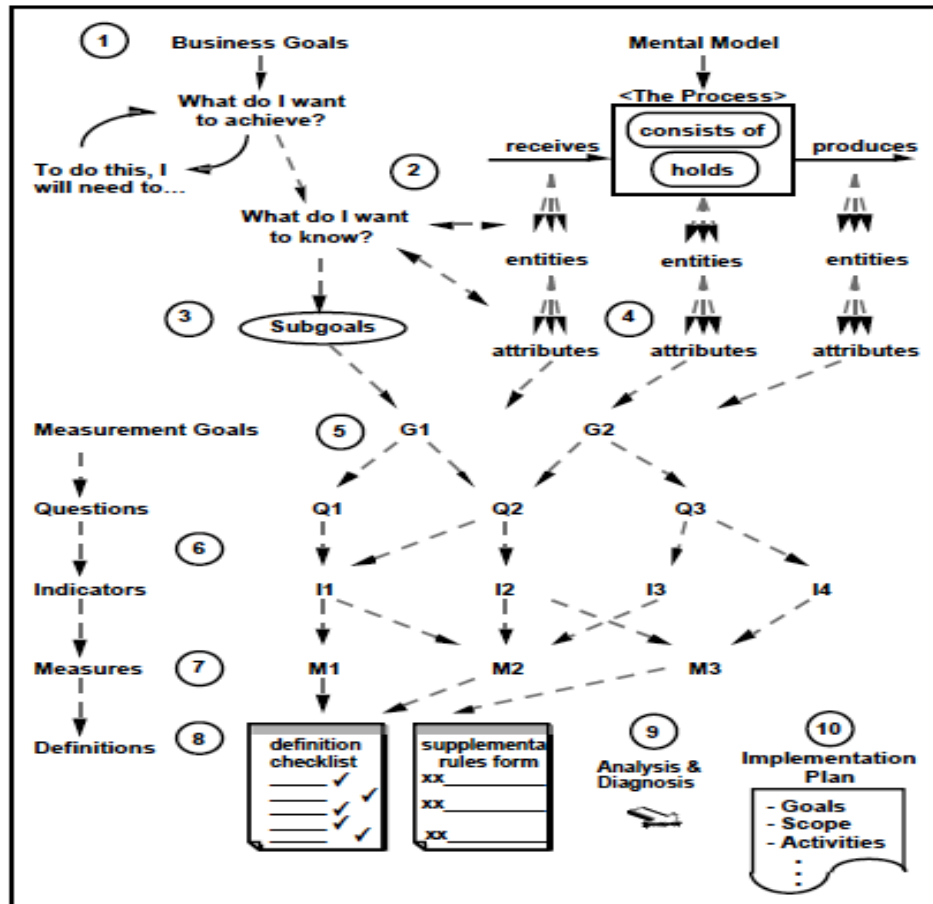 1
Business Goals
Mental Model
What do I want
to achieve?
<The Process>
consists of
receives
produces
To do this, I
will need to...
2
holds
What do I want
to know?
entities
entities
entities
3
Subgoals
4
attributes
attributes
attributes
Measurement Goals
5
G1
G2
Questions
Q1
Q2
Q3
6
Indicators
I1
I2
I3
I4
Measures
7
M1
M2
M3
Definitions
8
definition
checklist
supplementa
rules form
xx
xx
xx
9
Analysis &
Diagnosis
10
Implementation
Plan
- Goals
- Scope
- Activities